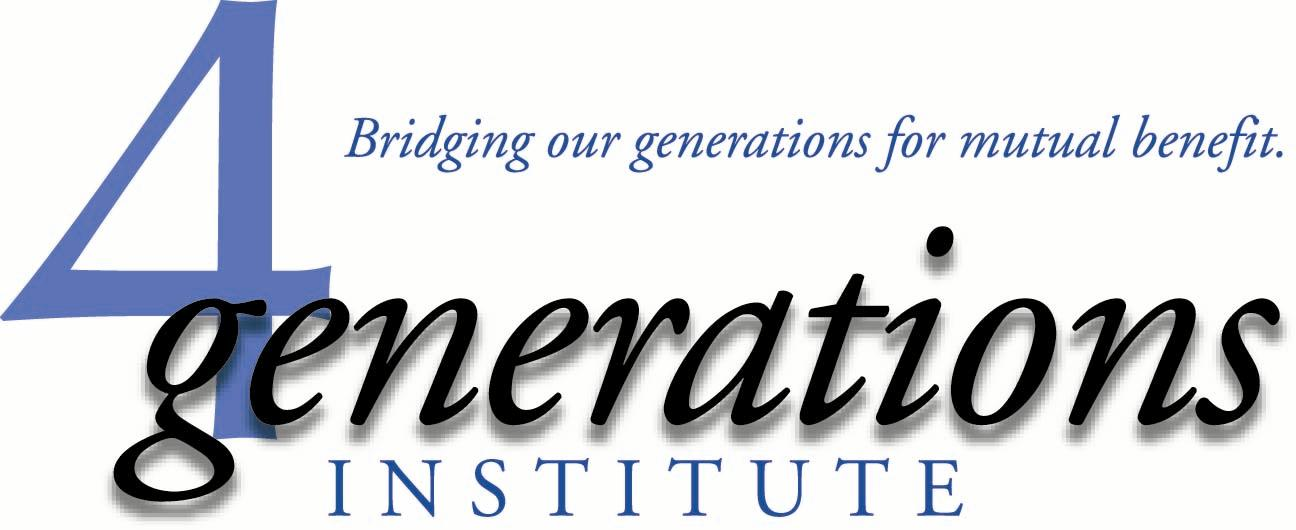 4
Bridging our generations for mutual benefit.
generations
INSTITUTE